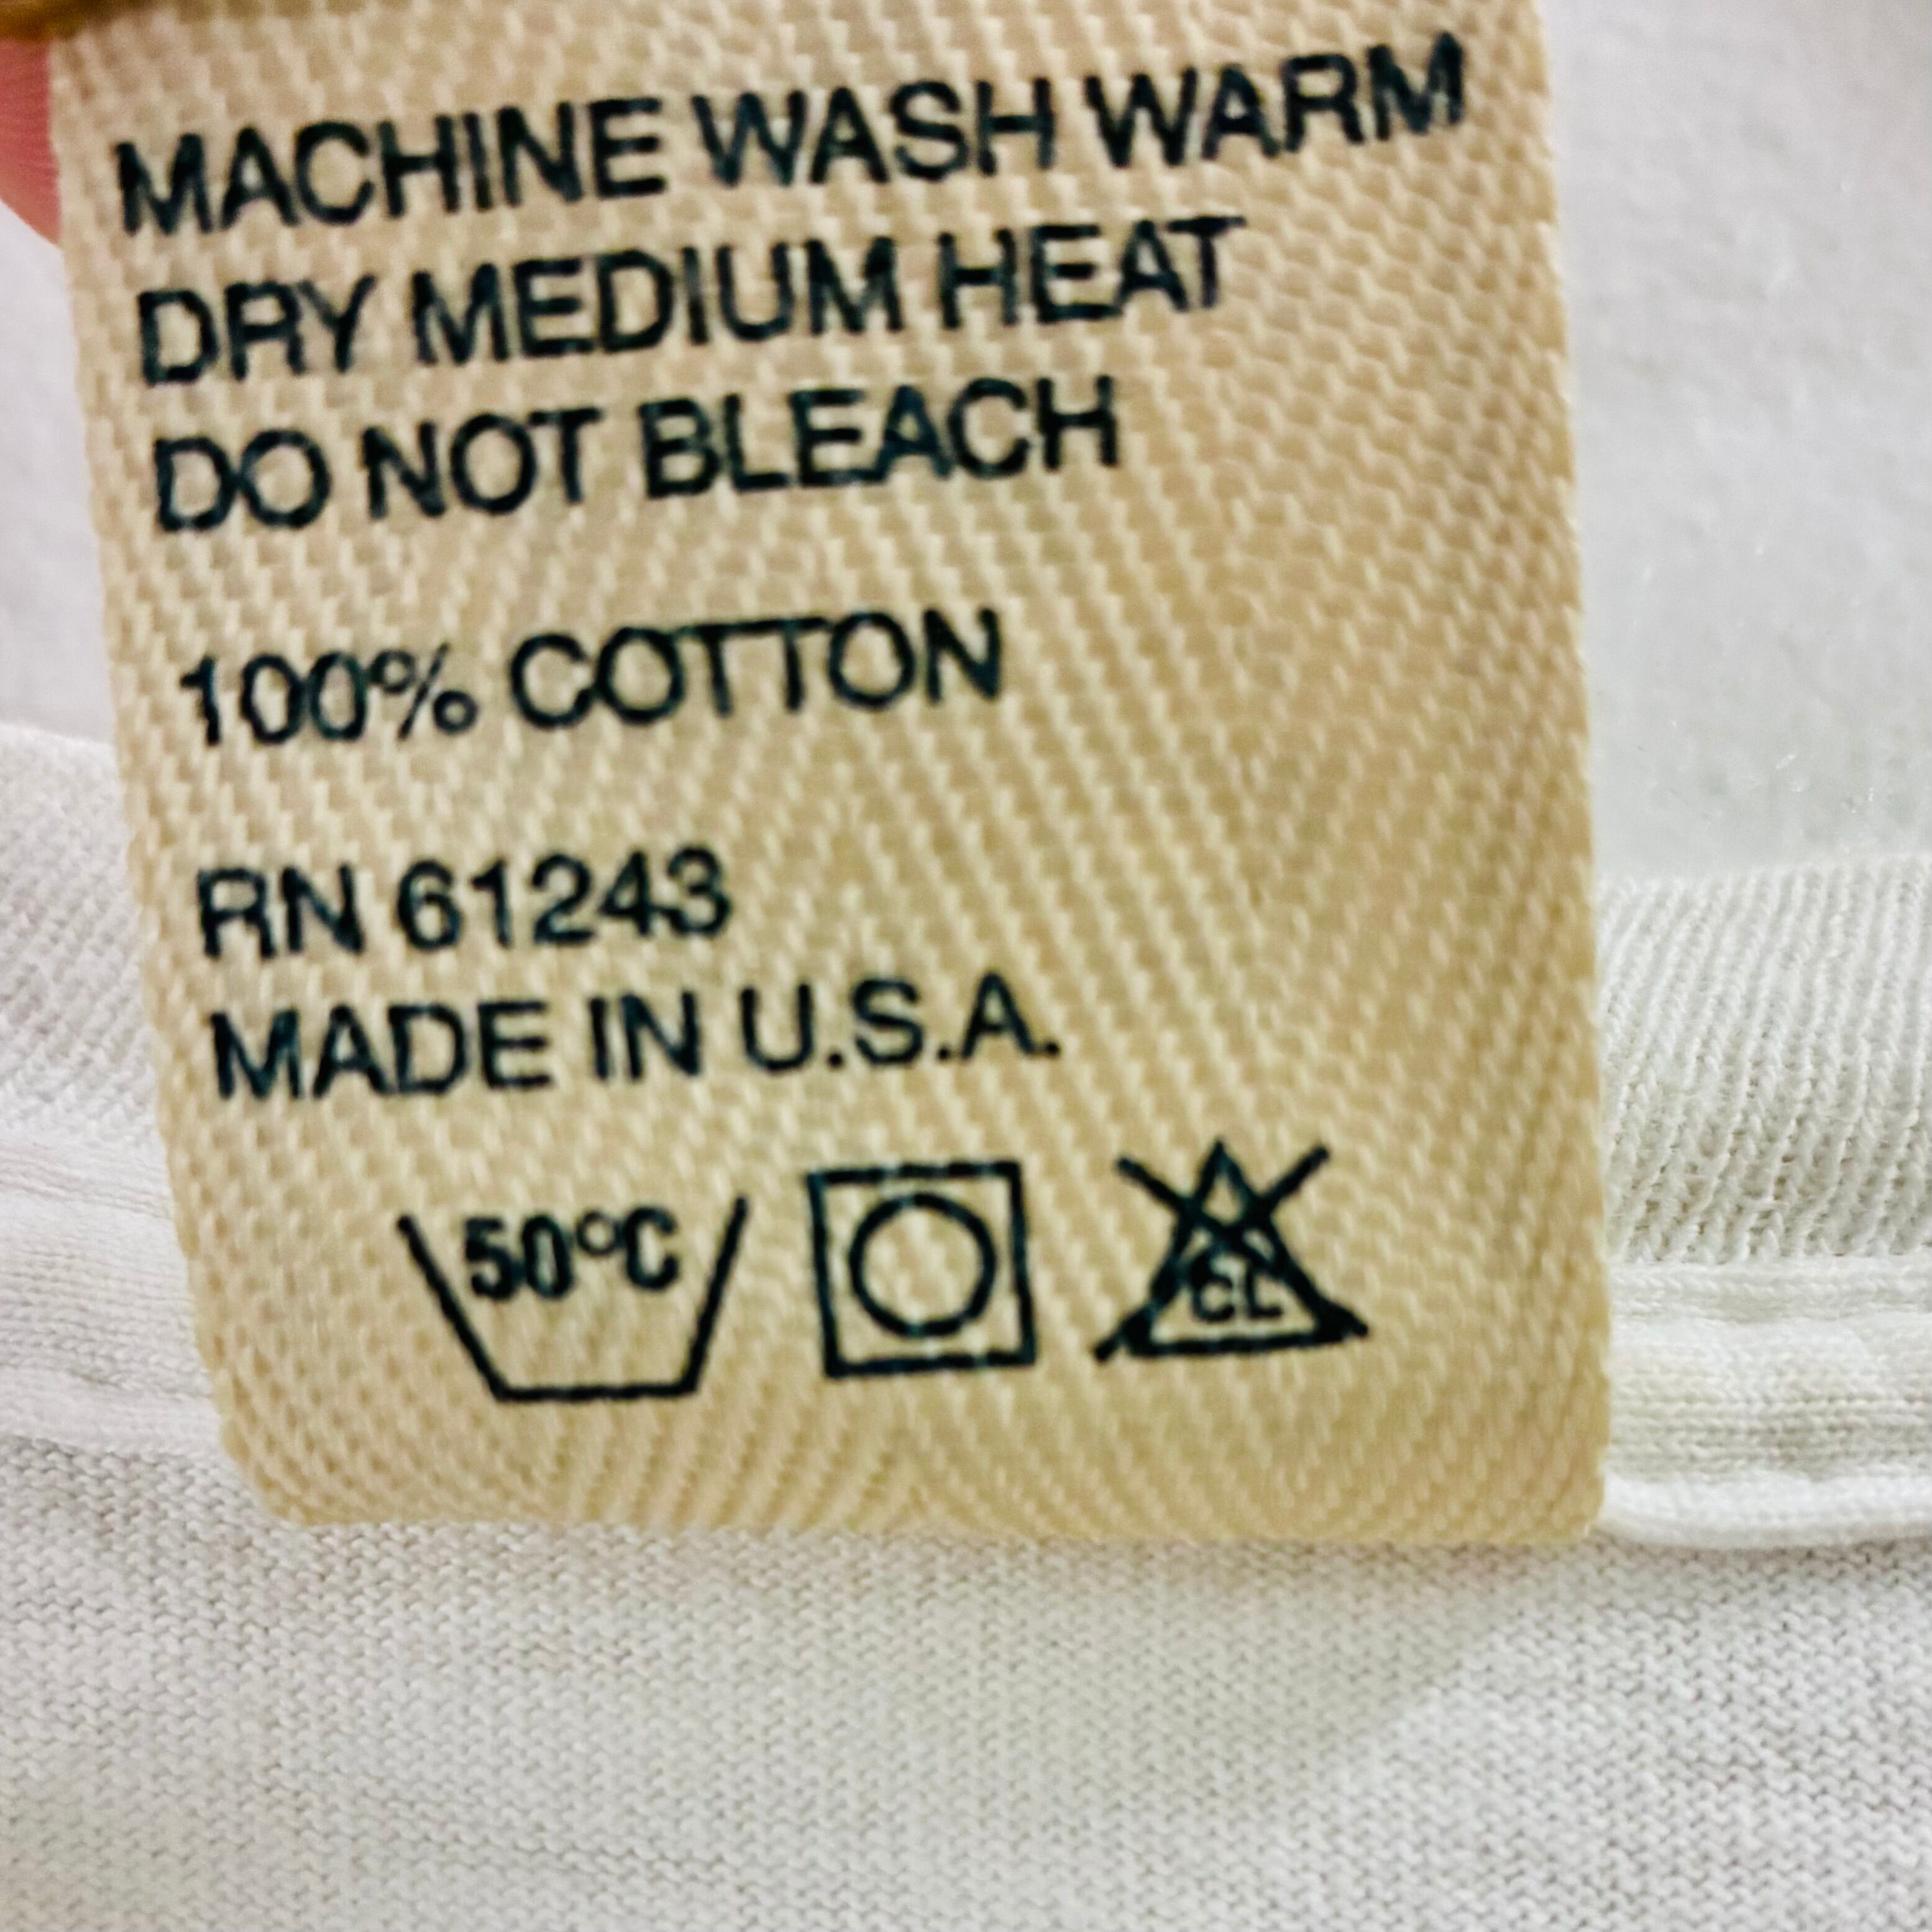 MACHINE WASH WARM
DRY MEDIUM HEAT
DO NOT BLEACH
100% COTTON
RN 61243
MADE IN U.S.A.
50°C
CL